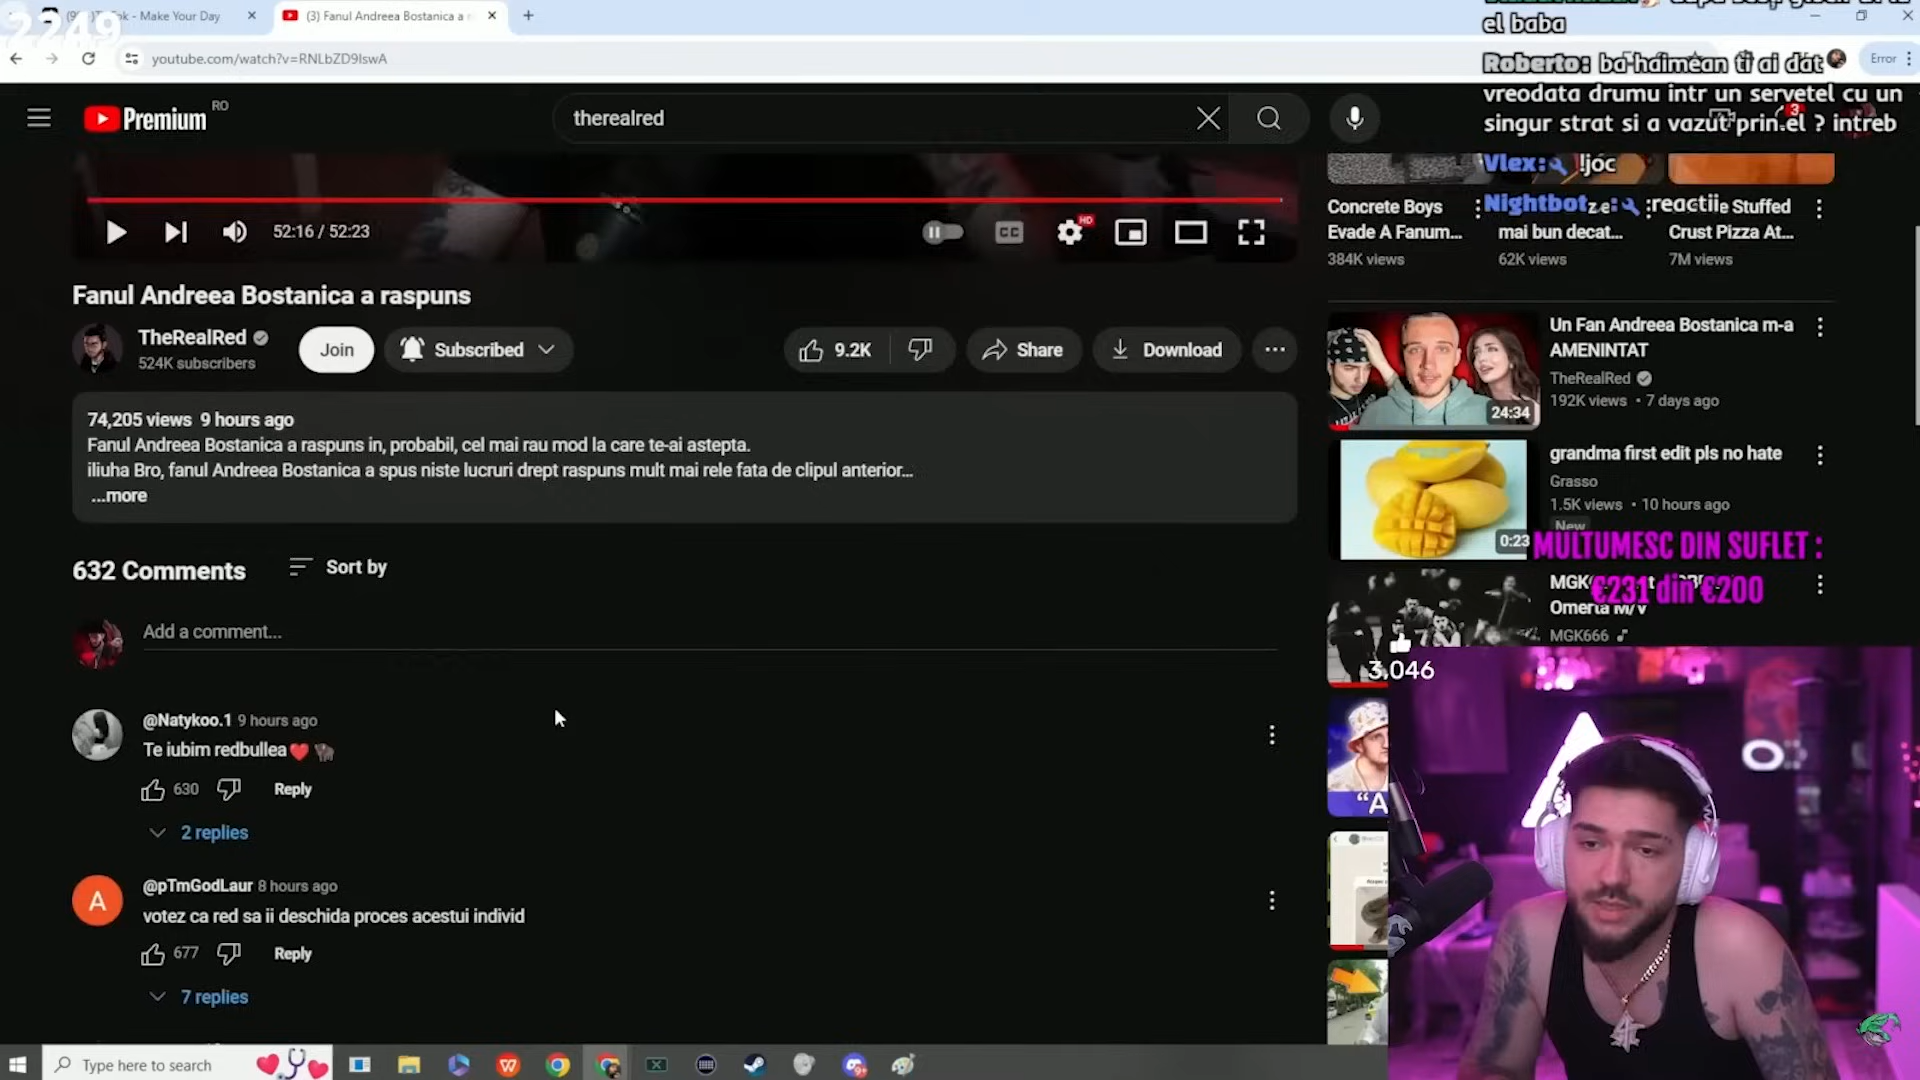 2249
- Make Your Day
(3) Fanul Andreea Bostanica a
youtube.com/watch?v=RNLbZD9IswA
Error
el baba
Roberto: ba haimean ti ai dat
vreodata drumu intr un servetel cu un
singur strat si a vazut prin el ? intreb
Vlex: !joc
Nightbot reactii
Premium RO
therealred
3
52:16 / 52:23
CC
HD
Concrete Boys
Evade A Fanum...
384K views
mai bun decat...
62K views
Stuffed
Crust Pizza At...
7M views
Fanul Andreea Bostanica a raspuns
TheRealRed
524K subscribers
Join
Subscribed
9.2K
Share
Download
74,205 views 9 hours ago
Fanul Andreea Bostanica a raspuns in, probabil, cel mai rau mod la care te-ai astepta.
iliuha Bro, fanul Andreea Bostanica a spus niste lucruri drept raspuns mult mai rele fata de clipul anterior...
...more
632 Comments
Sort by
Add a comment...
@Natykoo.1 9 hours ago
Te iubim redbullea
630
Reply
2 replies
@pTmGodLaur 8 hours ago
votez ca red sa ii deschida proces acestui individ
677
Reply
7 replies
A
Un Fan Andreea Bostanica m-a
AMENINTAT
TheRealRed
192K views • 7 days ago
24:34
grandma first edit pls no hate
Grasso
1.5K views • 10 hours ago
New
0:23
MULTUMESC DIN SUFLET :
€231 din €200
Omerta M/V
MGK666
3,046
“A
Type here to search